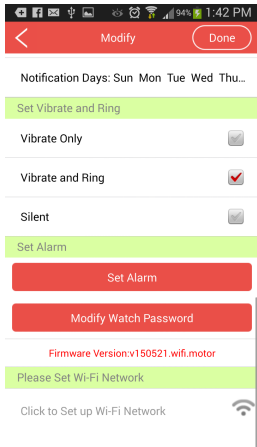 94% 1:42 PM
Modify Done
Notification Days: Sun Mon Tue Wed Thu...
Set Vibrate and Ring
Vibrate Only
Vibrate and Ring
Silent
Set Alarm
Set Alarm
Modify Watch Password
Firmware Version:v150521.wifi.motor
Please Set Wi-Fi Network
Click to Set up Wi-Fi Network